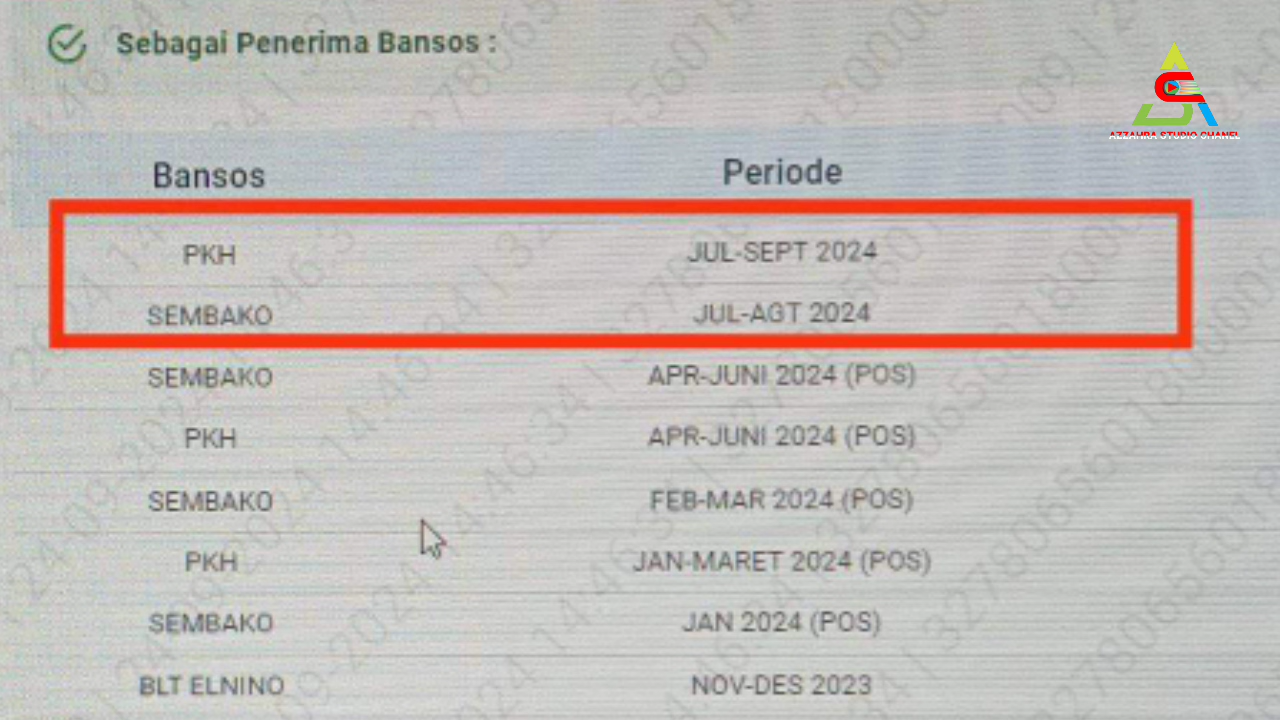 Sebagai Penerima Bansos :
AZZAHRA STUDIO CHANEL
Bansos Periode
PKH JUL-SEPT 2024
SEMBAKO JUL-AGT 2024
SEMBAKO APR-JUNI 2024 (POS)
PKH APR-JUNI 2024 (POS)
SEMBAKO FEB-MAR 2024 (POS)
PKH JAN-MARET 2024 (POS)
SEMBAKO JAN 2024 (POS)
BLT ELNINO NOV-DES 2023